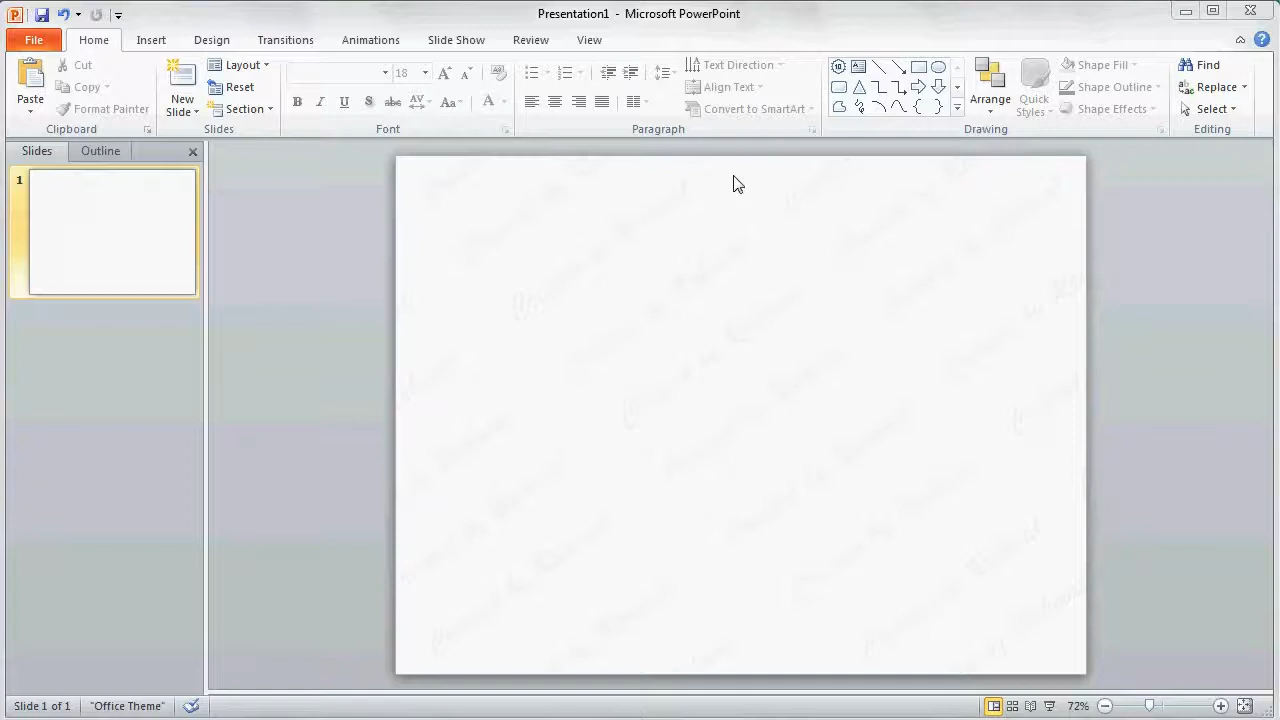 Presentation1 - Microsoft PowerPoint
File Home Insert Design Transitions Animations Slide Show Review View
Paste
Cut
Copy
Format Painter
Clipboard
New Slide
Layout
Reset
Section
Slides
18
B I U S abc AV Aa A
Font
Text Direction
Align Text
Convert to SmartArt
Paragraph
Arrange
Quick Styles
Shape Fill
Shape Outline
Shape Effects
Drawing
Find
Replace
Select
Editing
Slides Outline
1
Slide 1 of 1 "Office Theme" 72%